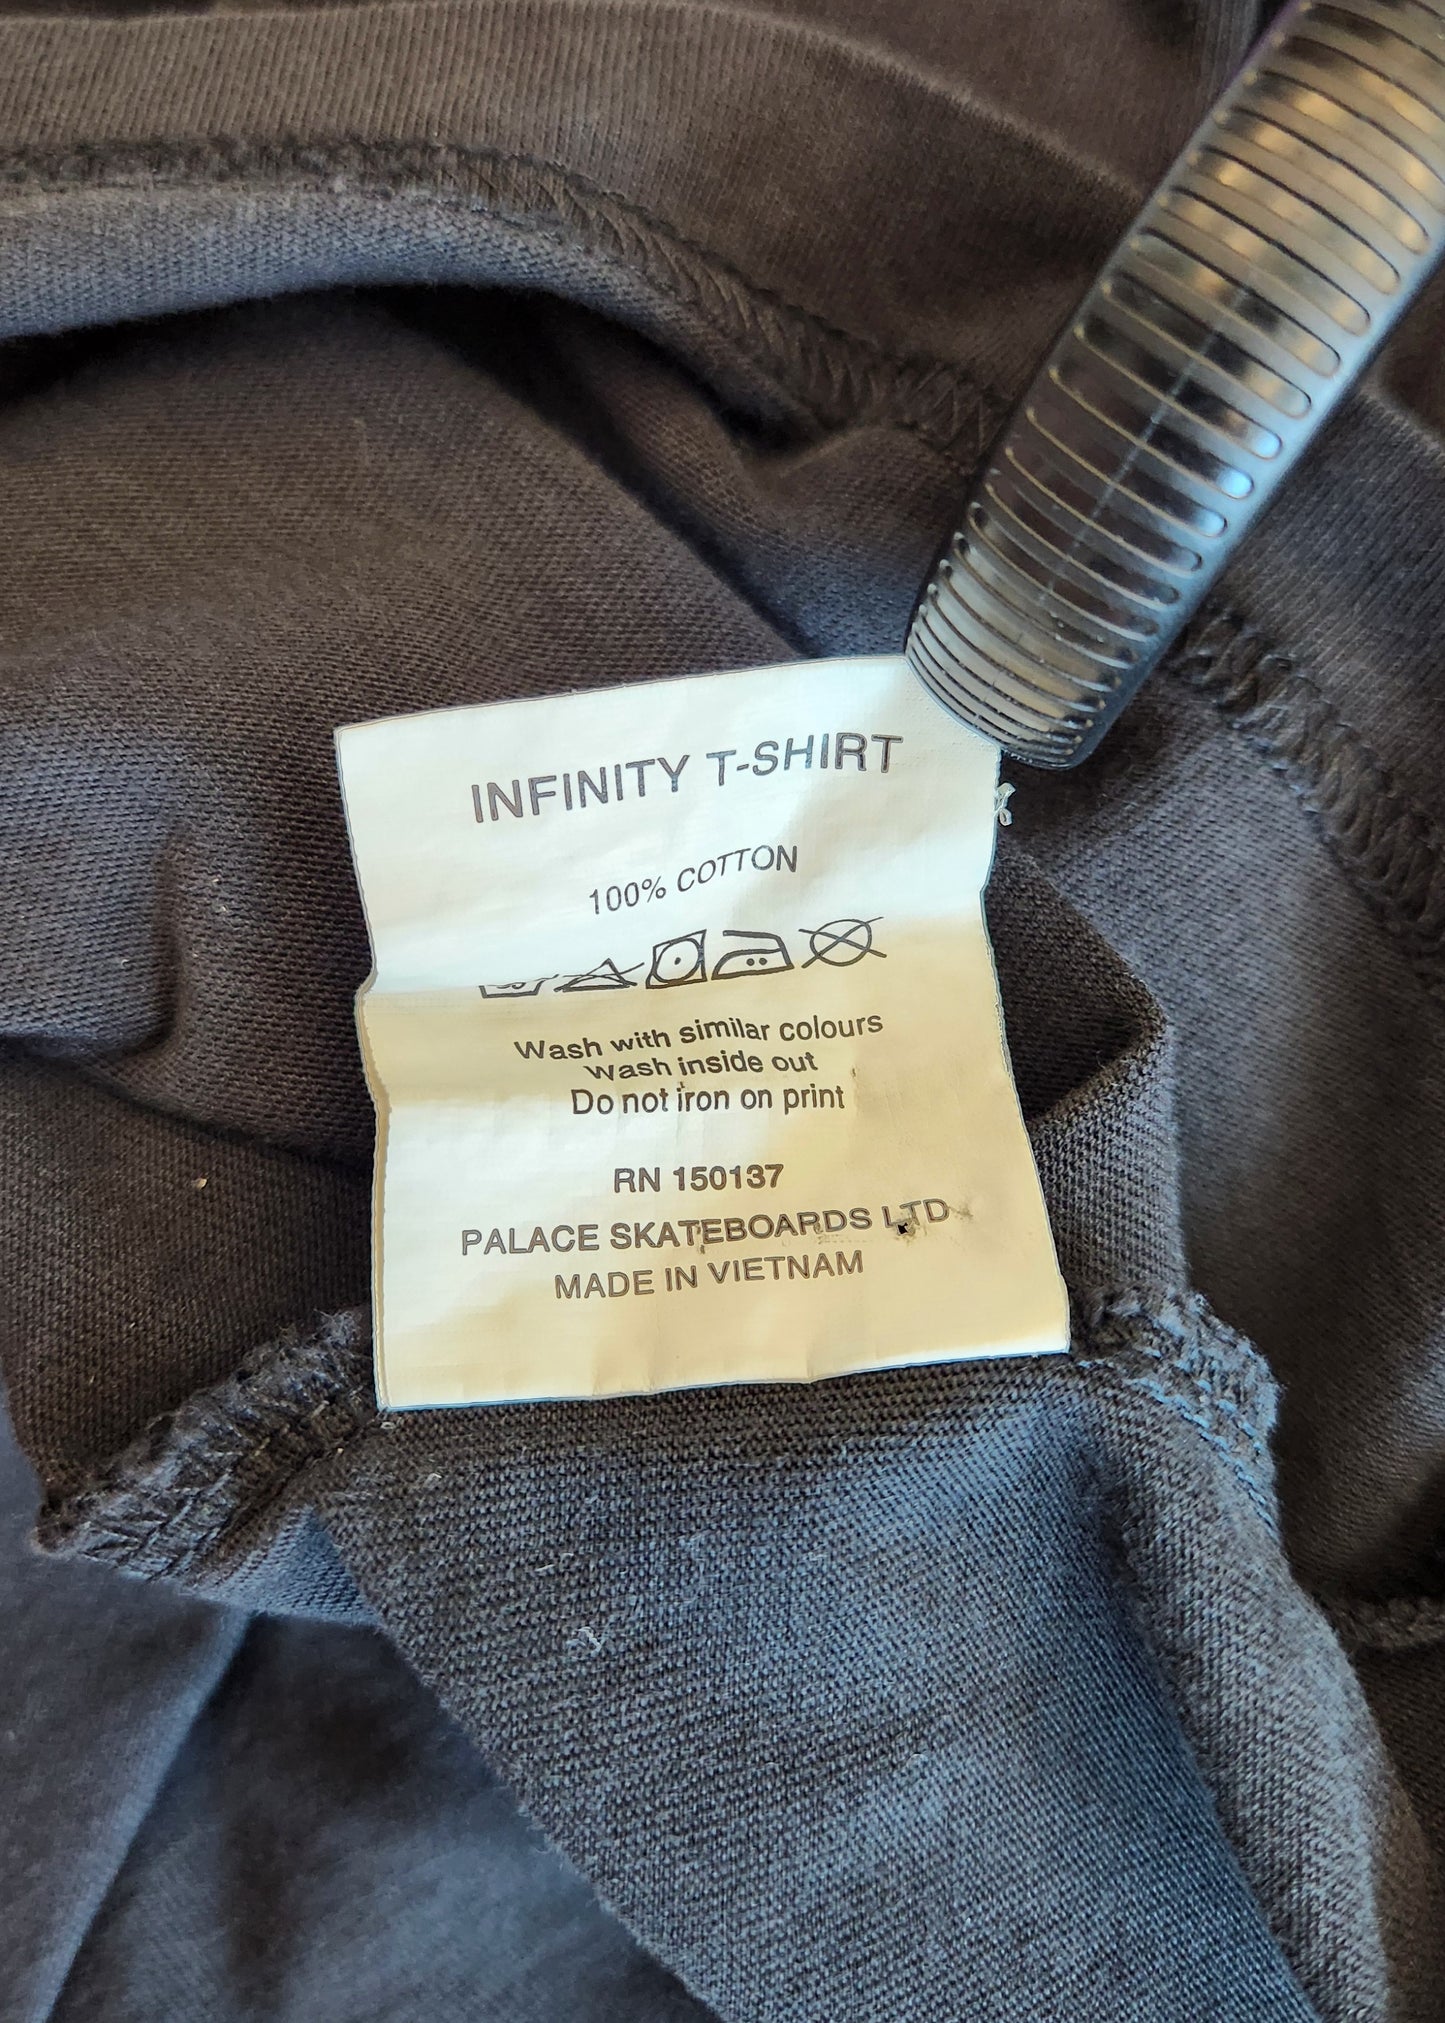 INFINITY T-SHIRT
100% COTTON
Wash with similar colours
Wash inside out
Do not iron on print
RN 150137
PALACE SKATEBOARDS LTD
MADE IN VIETNAM